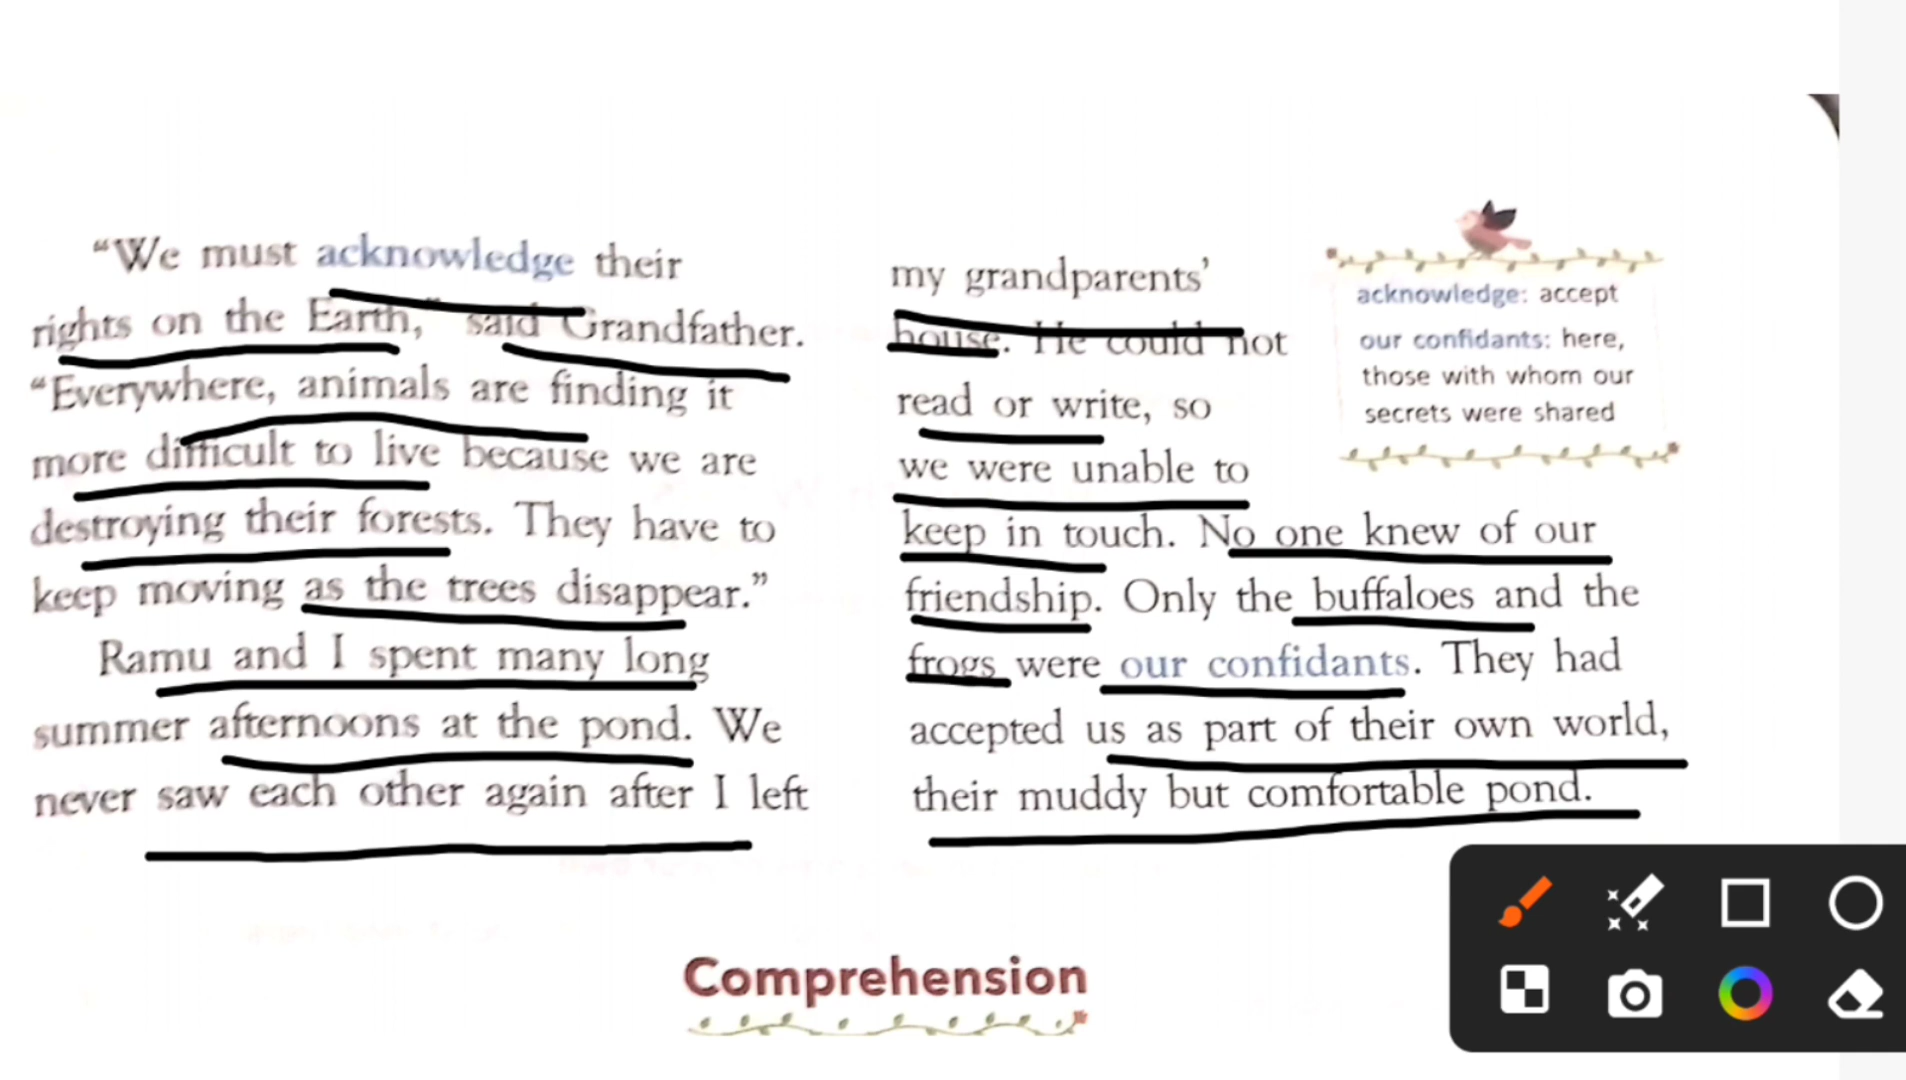 “We must acknowledge their
rights on the Earth,” said Grandfather.
“Everywhere, animals are finding it
more difficult to live because we are
destroying their forests. They have to
keep moving as the trees disappear.”
Ramu and I spent many long
summer afternoons at the pond. We
never saw each other again after I left
my grandparents’
house. He could not
read or write, so
we were unable to
keep in touch. No one knew of our
friendship. Only the buffaloes and the
frogs were our confidants. They had
accepted us as part of their own world,
their muddy but comfortable pond.
acknowledge: accept
our confidants: here,
those with whom our
secrets were shared
Comprehension